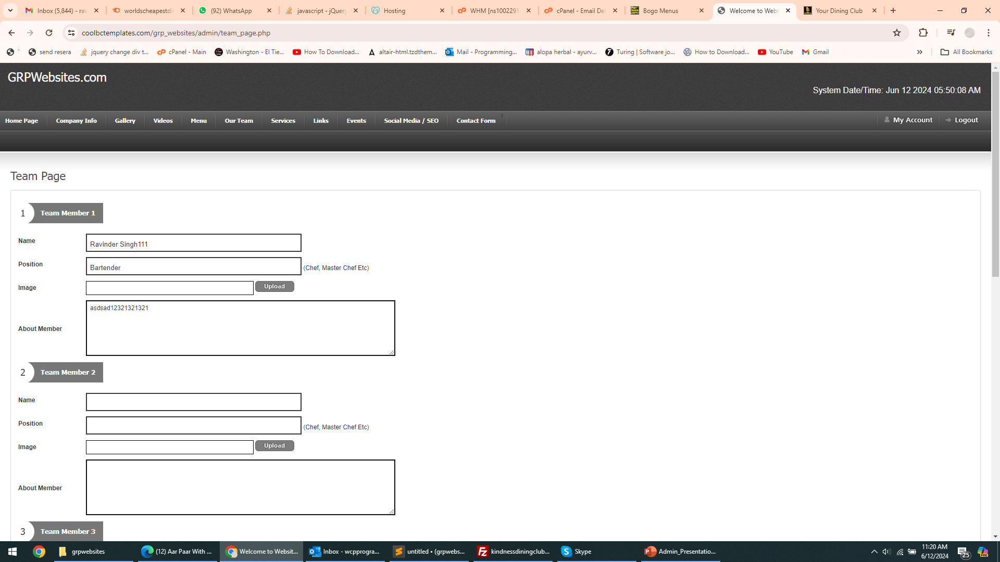 Inbox (5,844) - rav
worldscheapestdi
(92) WhatsApp
javascript - jQuery
Hosting
WHM [ns1002291
cPanel - Email De
Bogo Menus
Welcome to Webs
Your Dining Club
coolbctemplates.com/grp_websites/admin/team_page.php
send resera
jquery change div t...
cPanel - Main
Washington - El Tie...
How To Download...
altair-html.tzdthem...
Mail - Programming...
alopa herbal - ayurv...
Turing | Software jo...
How to Download...
YouTube
Gmail
All Bookmarks
GRPWebsites.com
System Date/Time: Jun 12 2024 05:50:08 AM
Home Page
Company Info
Gallery
Videos
Menu
Our Team
Services
Links
Events
Social Media / SEO
Contact Form
s
My Account
Logout
Team Page
1 Team Member 1
Name
Ravinder Singh111
Position
Bartender
(Chef, Master Chef Etc)
Image
Upload
About Member
asdsad12321321321
2 Team Member 2
Name
Position
(Chef, Master Chef Etc)
Image
Upload
About Member
3 Team Member 3
grpwebsites
(12) Aar Paar With ...
Welcome to Websit...
Inbox - wcpprogra...
untitled • (grpwebs...
kindnessdiningclub...
Skype
Admin_Presentatio...
11:20 AM
6/12/2024
25